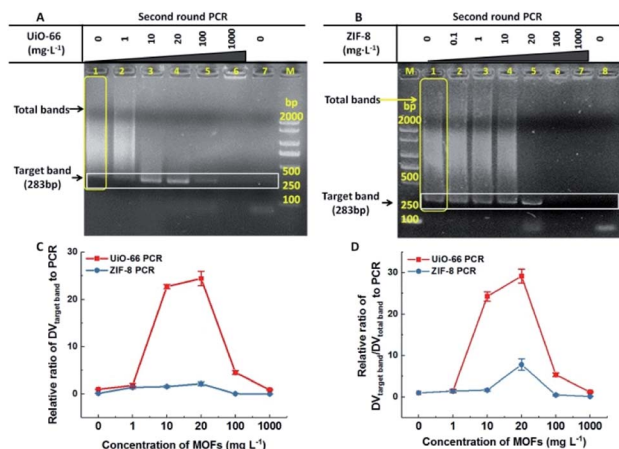 A
Second round PCR
UiO-66
(mg·L-1)
0 1 10 20 100 1000 0
1 2 3 4 5 6 7 M
bp
Total bands
2000
500
Target band
(283bp)
250
100
B
Second round PCR
ZIF-8
(mg·L-1)
0 0.1 1 10 20 100 1000 0
M 1 2 3 4 5 6 7 8
bp
Total bands
2000
500
Target band
(283bp)
250
100
C
UiO-66 PCR
ZIF-8 PCR
Relative ratio of DVtarget band to PCR
30
20
10
0
0 1 10 20 100 1000
Concentration of MOFs (mg L-1)
D
UiO-66 PCR
ZIF-8 PCR
Relative ratio of
DVtarget band/DVtotal band to PCR
30
20
10
0
0 1 10 20 100 1000
Concentration of MOFs (mg L-1)